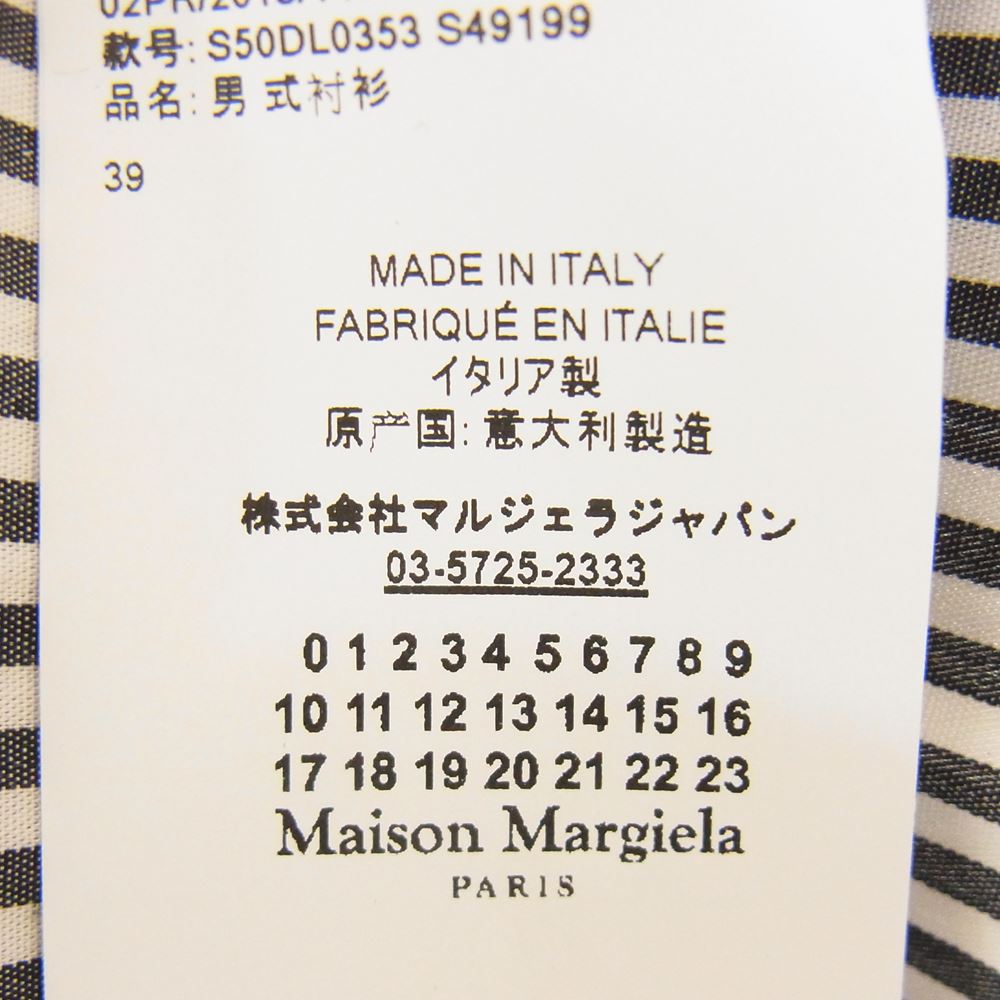 款号: S50DL0353 S49199
品名: 男式衬衫
39
MADE IN ITALY
FABRIQUÉ EN ITALIE
イタリア製
原产国: 意大利製造
株式会社マルジェラジャパン
03-5725-2333
0 1 2 3 4 5 6 7 8 9
10 11 12 13 14 15 16
17 18 19 20 21 22 23
Maison Margiela
PARIS